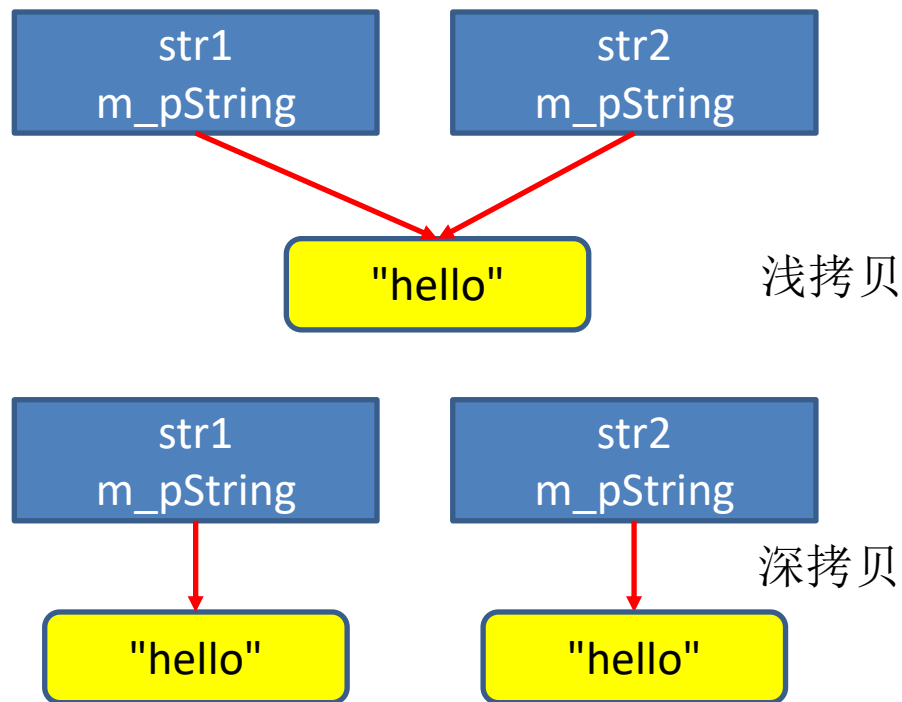 str1
m_pString
str2
m_pString
"hello"
浅拷贝
str1
m_pString
str2
m_pString
深拷贝
"hello"
"hello"